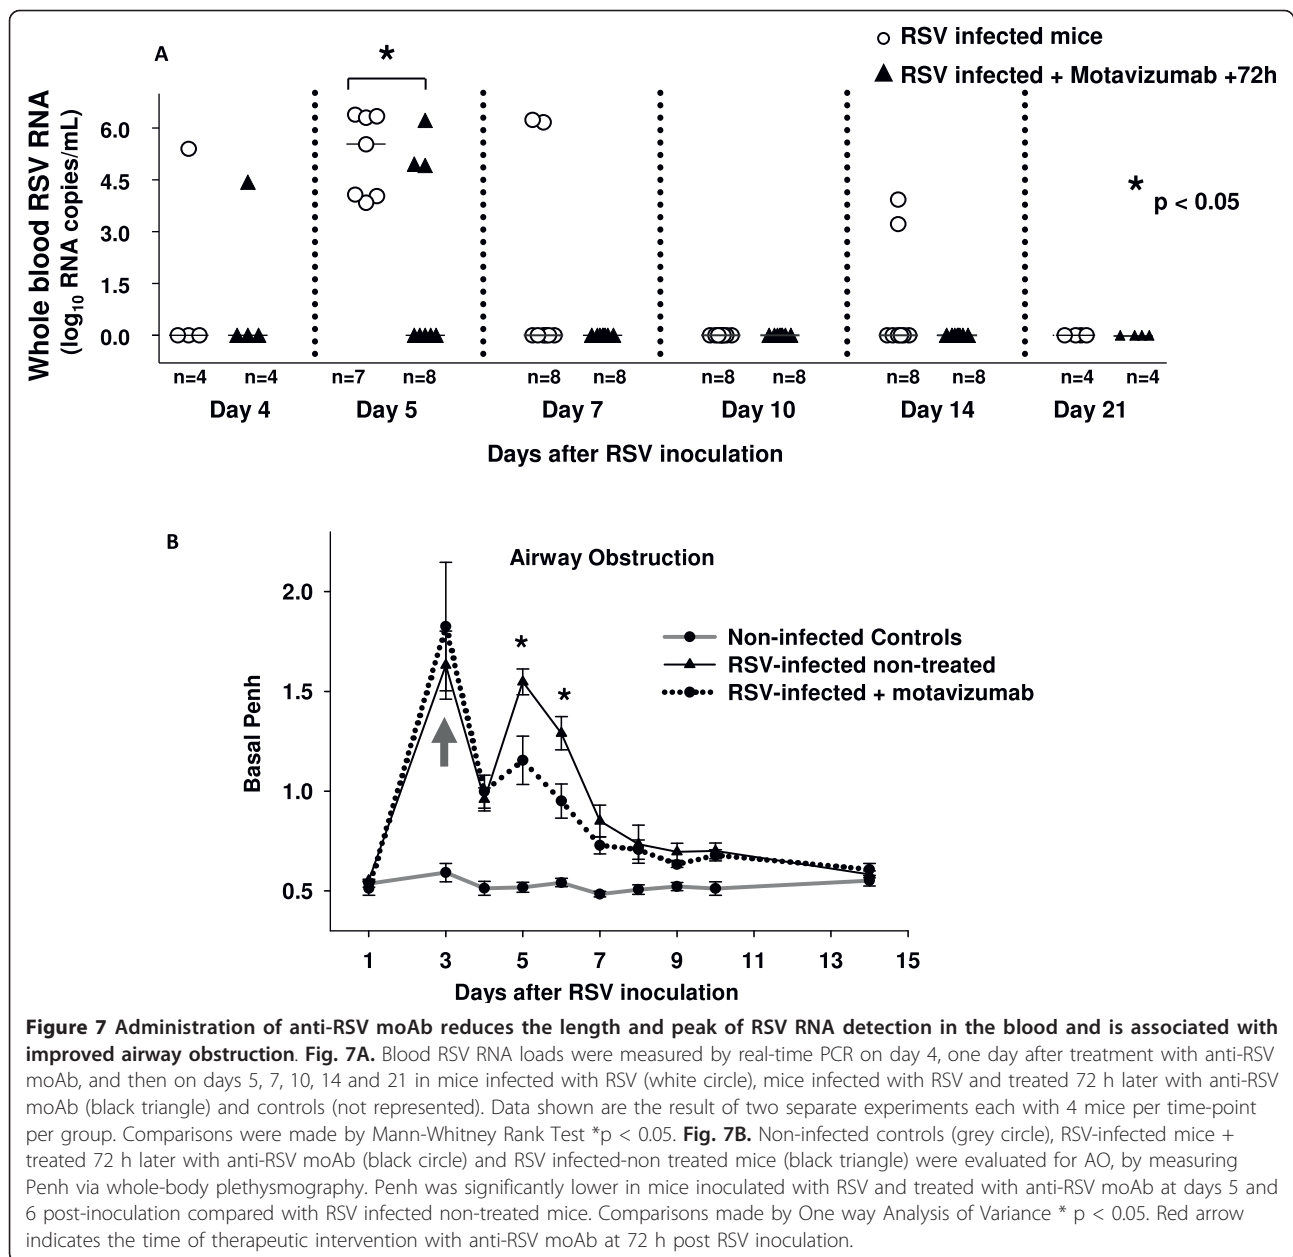 A
*
RSV infected mice
RSV infected + Motavizumab +72h
Whole blood RSV RNA
(log10 RNA copies/mL)
6.0
4.5
3.0
1.5
0.0
*
p < 0.05
n=4 n=4 n=7 n=8 n=8 n=8 n=8 n=8 n=8 n=8 n=4 n=4
Day 4 Day 5 Day 7 Day 10 Day 14 Day 21
Days after RSV inoculation
B
Airway Obstruction
Basal Penh
2.0
1.5
1.0
0.5
*
*
Non-infected Controls
RSV-infected non-treated
RSV-infected + motavizumab
1 3 5 7 9 11 13 15
Days after RSV inoculation
Figure 7 Administration of anti-RSV moAb reduces the length and peak of RSV RNA detection in the blood and is associated with
improved airway obstruction. Fig. 7A. Blood RSV RNA loads were measured by real-time PCR on day 4, one day after treatment with anti-RSV
moAb, and then on days 5, 7, 10, 14 and 21 in mice infected with RSV (white circle), mice infected with RSV and treated 72 h later with anti-RSV
moAb (black triangle) and controls (not represented). Data shown are the result of two separate experiments each with 4 mice per time-point
per group. Comparisons were made by Mann-Whitney Rank Test *p < 0.05. Fig. 7B. Non-infected controls (grey circle), RSV-infected mice +
treated 72 h later with anti-RSV moAb (black circle) and RSV infected-non treated mice (black triangle) were evaluated for AO, by measuring
Penh via whole-body plethysmography. Penh was significantly lower in mice inoculated with RSV and treated with anti-RSV moAb at days 5 and
6 post-inoculation compared with RSV infected non-treated mice. Comparisons made by One way Analysis of Variance * p < 0.05. Red arrow
indicates the time of therapeutic intervention with anti-RSV moAb at 72 h post RSV inoculation.